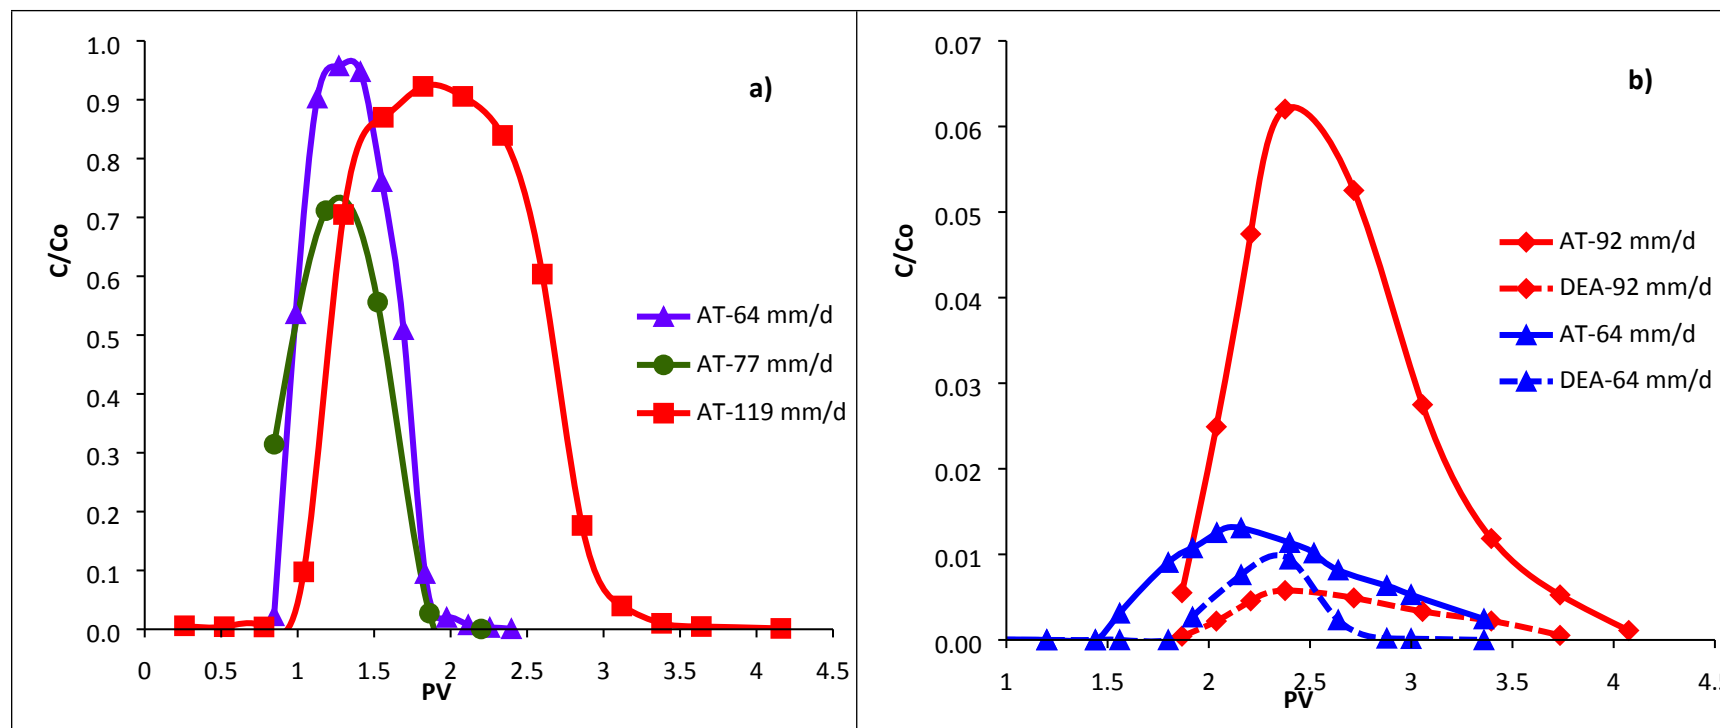 a)
C/Co
1.0
0.9
0.8
0.7
0.6
0.5
0.4
0.3
0.2
0.1
0.0
0 0.5 1 1.5 2 2.5 3 3.5 4 4.5
PV
AT-64 mm/d
AT-77 mm/d
AT-119 mm/d
b)
C/Co
0.07
0.06
0.05
0.04
0.03
0.02
0.01
0.00
1 1.5 2 2.5 3 3.5 4 4.5
PV
AT-92 mm/d
DEA-92 mm/d
AT-64 mm/d
DEA-64 mm/d